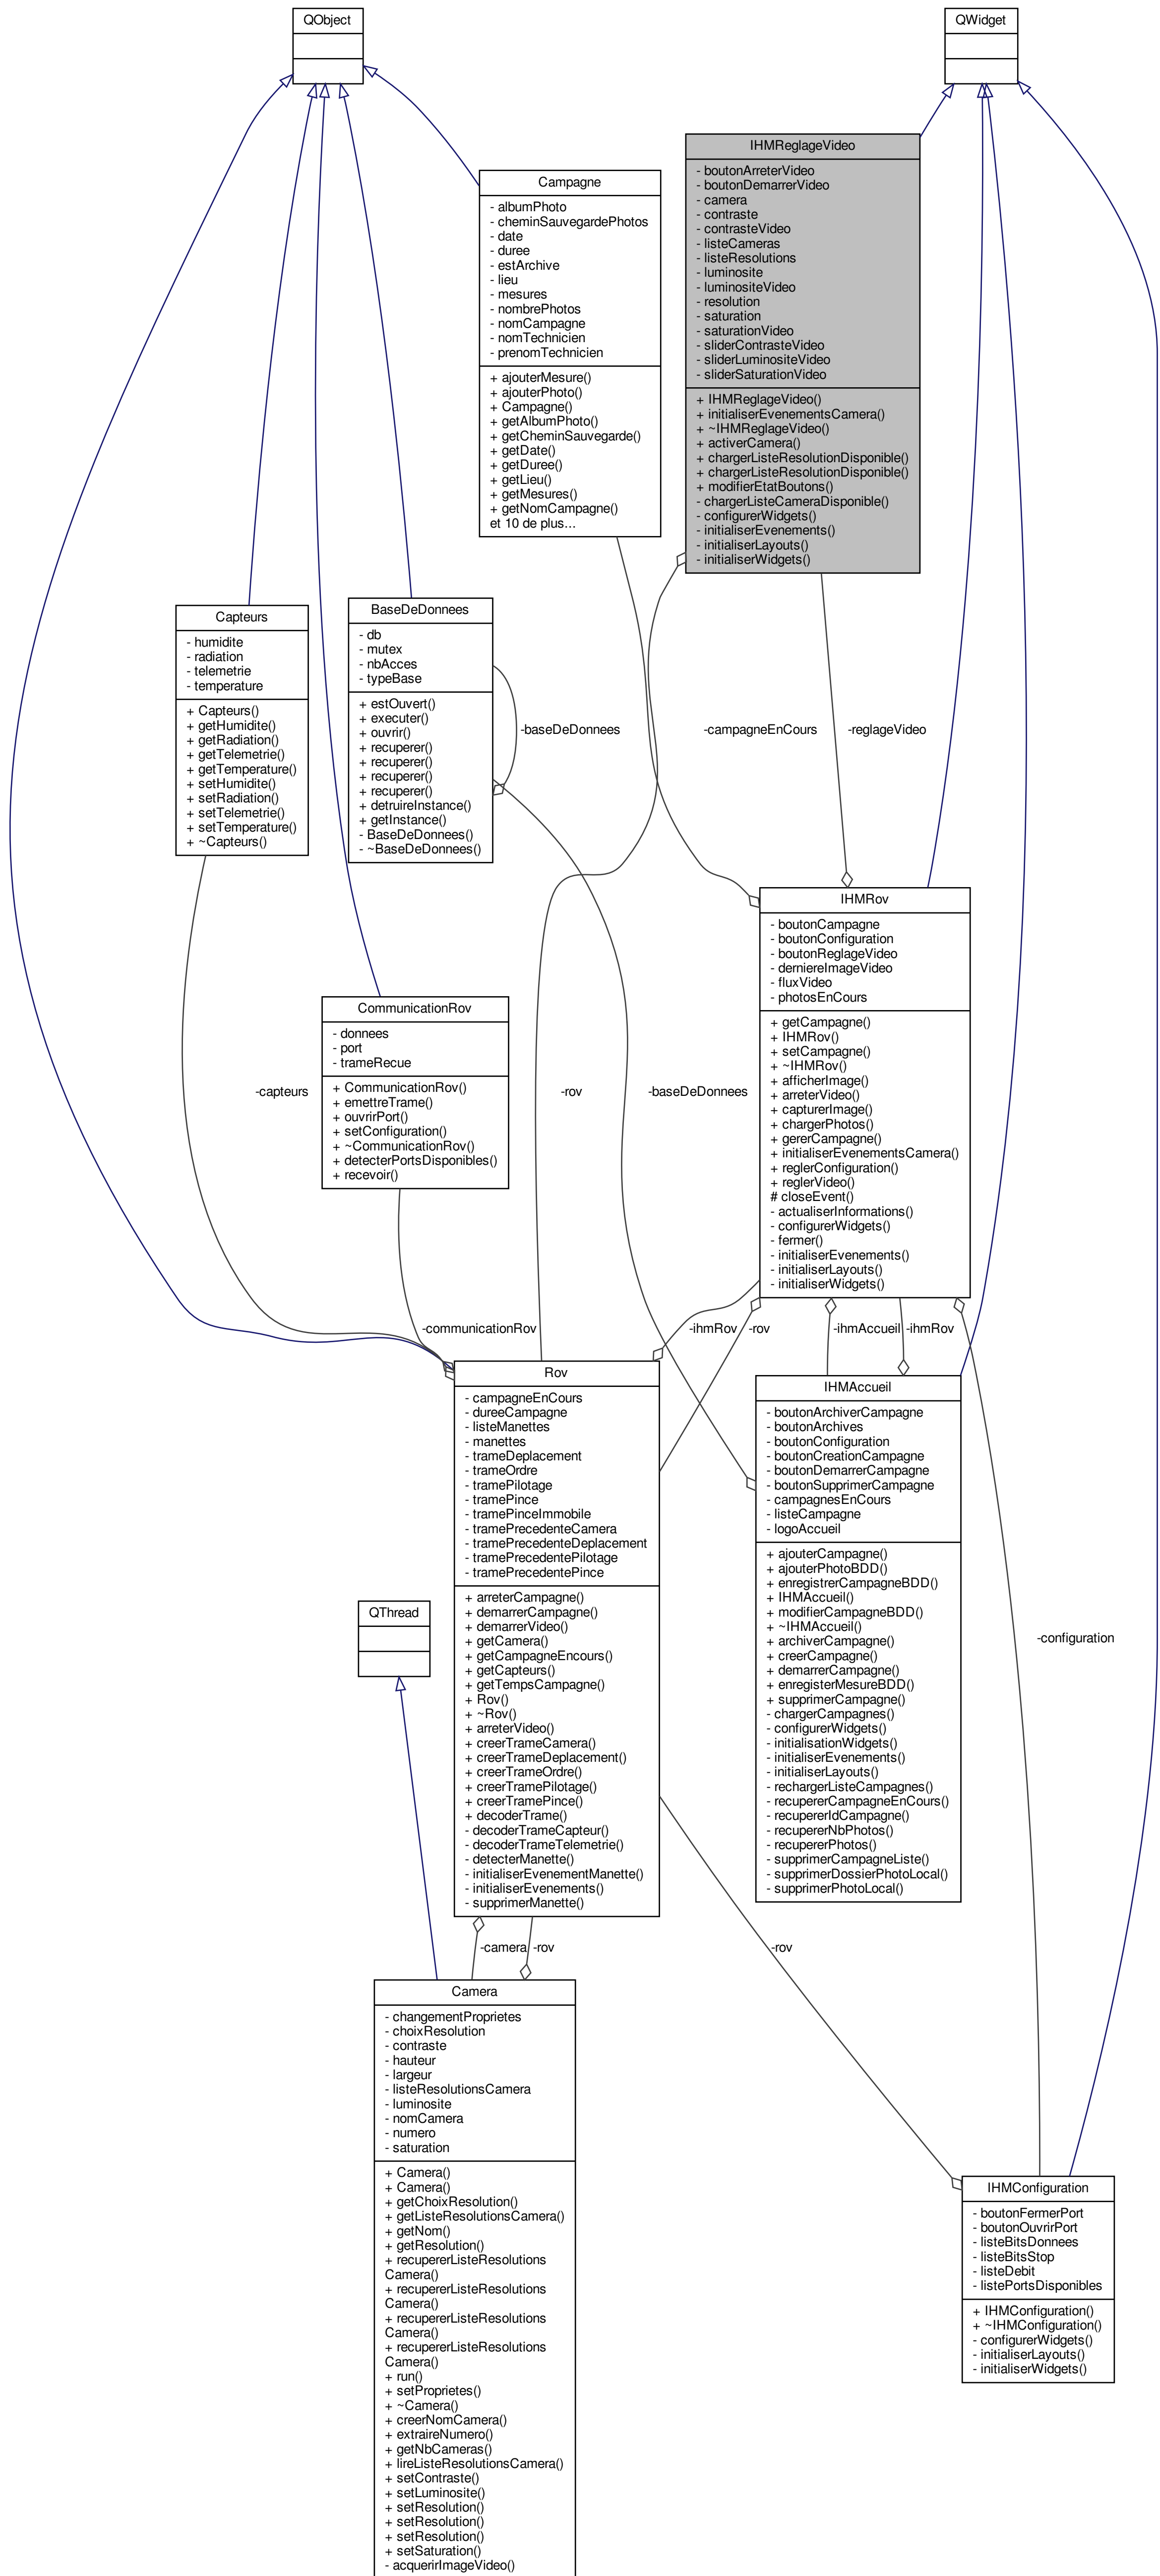 QObject
QWidget
IHMReglageVideo
- boutonArreterVideo
- boutonDemarrerVideo
- camera
- contraste
- contrasteVideo
- listeCameras
- listeResolutions
- luminosite
- luminositeVideo
- resolution
- saturation
- saturationVideo
- sliderContrasteVideo
- sliderLuminositeVideo
- sliderSaturationVideo
+ IHMReglageVideo()
+ initialiserEvenementsCamera()
+ ~IHMReglageVideo()
+ activerCamera()
+ chargerListeResolutionDisponible()
+ chargerListeResolutionDisponible()
+ modifierEtatBoutons()
- chargerListeCameraDisponible()
- configurerWidgets()
- initialiserEvenements()
- initialiserLayouts()
- initialiserWidgets()
Campagne
- albumPhoto
- cheminSauvegardePhotos
- date
- duree
- estArchive
- lieu
- mesures
- nombrePhotos
- nomCampagne
- nomTechnicien
- prenomTechnicien
+ ajouterMesure()
+ ajouterPhoto()
+ Campagne()
+ getAlbumPhoto()
+ getCheminSauvegarde()
+ getDate()
+ getDuree()
+ getLieu()
+ getMesures()
+ getNomCampagne()
et 10 de plus...
Capteurs
- humidite
- radiation
- telemetrie
- temperature
+ Capteurs()
+ getHumidite()
+ getRadiation()
+ getTelemetrie()
+ getTemperature()
+ setHumidite()
+ setRadiation()
+ setTelemetrie()
+ setTemperature()
+ ~Capteurs()
BaseDeDonnees
- db
- mutex
- nbAcces
- typeBase
+ estOuvert()
+ executer()
+ ouvrir()
+ recuperer()
+ recuperer()
+ recuperer()
+ recuperer()
+ detruireInstance()
+ getInstance()
- BaseDeDonnees()
- ~BaseDeDonnees()
-baseDeDonnees
-campagneEnCours
-reglageVideo
IHMRov
- boutonCampagne
- boutonConfiguration
- boutonReglageVideo
- derniereImageVideo
- fluxVideo
- photosEnCours
+ getCampagne()
+ IHMRov()
+ setCampagne()
+ ~IHMRov()
+ afficherImage()
+ arreterVideo()
+ capturerImage()
+ chargerPhotos()
+ gererCampagne()
+ initialiserEvenementsCamera()
+ reglerConfiguration()
+ reglerVideo()
# closeEvent()
- actualiserInformations()
- configurerWidgets()
- fermer()
- initialiserEvenements()
- initialiserLayouts()
- initialiserWidgets()
CommunicationRov
- donnees
- port
- trameRecue
+ CommunicationRov()
+ emettreTrame()
+ ouvrirPort()
+ setConfiguration()
+ ~CommunicationRov()
+ detecterPortsDisponibles()
+ recevoir()
-capteurs
-rov
-baseDeDonnees
-communicationRov
-ihmRov
-rov
-ihmAccueil
-ihmRov
Rov
- campagneEnCours
- dureeCampagne
- listeManettes
- manettes
- trameDeplacement
- trameOrdre
- tramePilotage
- tramePince
- tramePinceImmobile
- tramePrecedenteCamera
- tramePrecedenteDeplacement
- tramePrecedentePilotage
- tramePrecedentePince
+ arreterCampagne()
+ demarrerCampagne()
+ demarrerVideo()
+ getCamera()
+ getCampagneEncours()
+ getCapteurs()
+ getTempsCampagne()
+ Rov()
+ ~Rov()
+ arreterVideo()
+ creerTrameCamera()
+ creerTrameDeplacement()
+ creerTrameOrdre()
+ creerTramePilotage()
+ creerTramePince()
+ decoderTrame()
- decoderTrameCapteur()
- decoderTrameTelemetrie()
- detecterManette()
- initialiserEvenementManette()
- initialiserEvenements()
- supprimerManette()
IHMAccueil
- boutonArchiverCampagne
- boutonArchives
- boutonConfiguration
- boutonCreationCampagne
- boutonDemarrerCampagne
- boutonSupprimerCampagne
- campagnesEnCours
- listeCampagne
- logoAccueil
+ ajouterCampagne()
+ ajouterPhotoBDD()
+ enregistrerCampagneBDD()
+ IHMAccueil()
+ modifierCampagneBDD()
+ ~IHMAccueil()
+ archiverCampagne()
+ creerCampagne()
+ demarrerCampagne()
+ enregisterMesureBDD()
+ supprimerCampagne()
- chargerCampagnes()
- configurerWidgets()
- initialisationWidgets()
- initialiserEvenements()
- initialiserLayouts()
- rechargerListeCampagnes()
- recupererCampagneEnCours()
- recupererIdCampagne()
- recupererNbPhotos()
- recupererPhotos()
- supprimerCampagneListe()
- supprimerDossierPhotoLocal()
- supprimerPhotoLocal()
QThread
-configuration
-camera
-rov
-rov
Camera
- changementProprietes
- choixResolution
- contraste
- hauteur
- largeur
- listeResolutionsCamera
- luminosite
- nomCamera
- numero
- saturation
+ Camera()
+ Camera()
+ getChoixResolution()
+ getListeResolutionsCamera()
+ getNom()
+ getResolution()
+ recupererListeResolutions
Camera()
+ recupererListeResolutions
Camera()
+ recupererListeResolutions
Camera()
+ recupererListeResolutions
Camera()
+ run()
+ setProprietes()
+ ~Camera()
+ creerNomCamera()
+ extraireNumero()
+ getNbCameras()
+ lireListeResolutionsCamera()
+ setContraste()
+ setLuminosite()
+ setResolution()
+ setResolution()
+ setResolution()
+ setSaturation()
- acquerirImageVideo()
IHMConfiguration
- boutonFermerPort
- boutonOuvrirPort
- listeBitsDonnees
- listeBitsStop
- listeDebit
- listePortsDisponibles
+ IHMConfiguration()
+ ~IHMConfiguration()
- configurerWidgets()
- initialiserLayouts()
- initialiserWidgets()